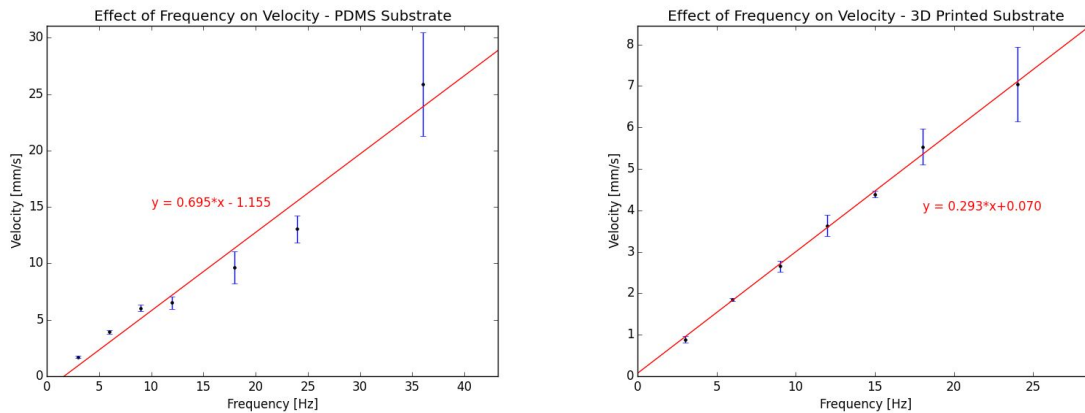 Effect of Frequency on Velocity - PDMS Substrate
30
25
20
15
10
5
0
Velocity [mm/s]
y = 0.695*x - 1.155
0 5 10 15 20 25 30 35 40
Frequency [Hz]
Effect of Frequency on Velocity - 3D Printed Substrate
8
7
6
5
4
3
2
1
0
Velocity [mm/s]
y = 0.293*x+0.070
0 5 10 15 20 25
Frequency [Hz]